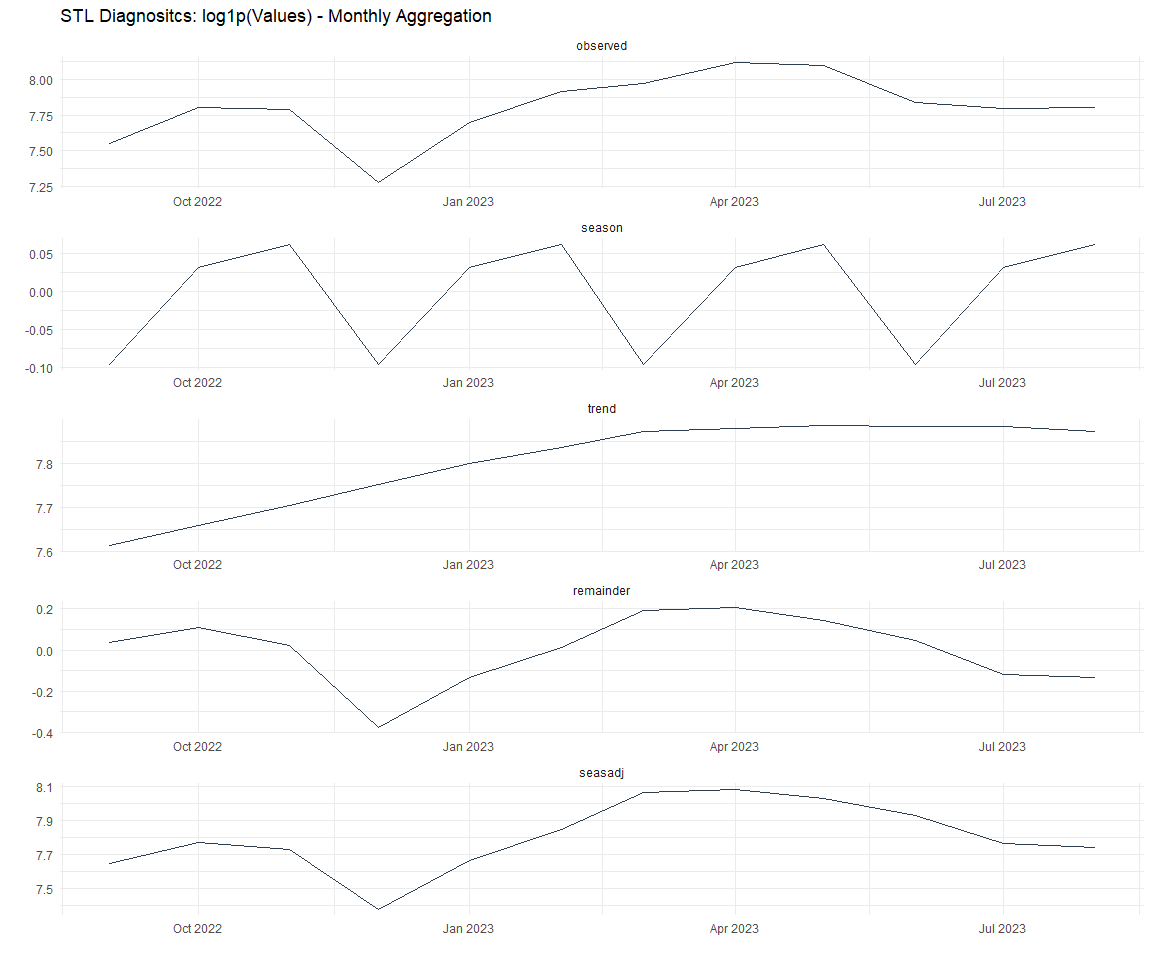 STL Diagnositcs: log1p(Values) - Monthly Aggregation
observed
8.00
7.75
7.50
7.25
Oct 2022 Jan 2023 Apr 2023 Jul 2023
season
0.05
0.00
-0.05
-0.10
Oct 2022 Jan 2023 Apr 2023 Jul 2023
trend
7.8
7.7
7.6
Oct 2022 Jan 2023 Apr 2023 Jul 2023
remainder
0.2
0.0
-0.2
-0.4
Oct 2022 Jan 2023 Apr 2023 Jul 2023
seasadj
8.1
7.9
7.7
7.5
Oct 2022 Jan 2023 Apr 2023 Jul 2023